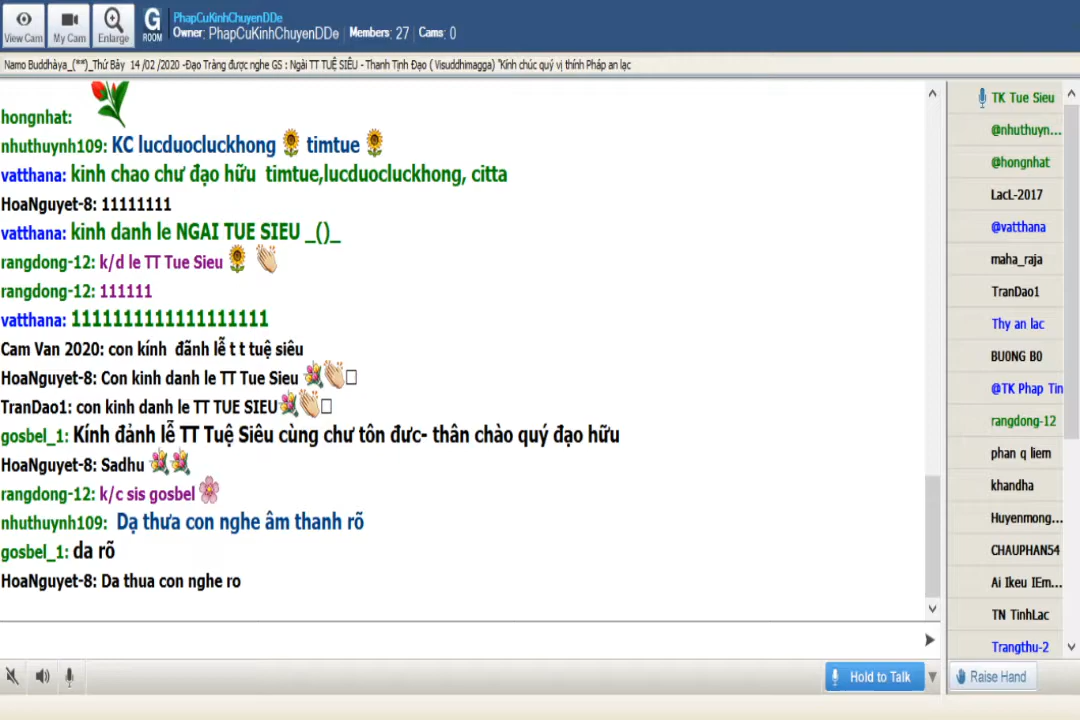 View Cam
My Cam
Enlarge
G
ROOM
PhapCuKinhChuyenDDe
Owner: PhapCuKinhChuyenDDe Members: 27 Cams: 0
Namo Buddhàya_(**)_Thứ Bảy 14 /02 /2020 -Đạo Tràng được nghe GS : Ngài TT TUỆ SIÊU - Thanh Tịnh Đạo ( Visuddhimagga) "Kính chúc quý vị thính Pháp an lạc
hongnhat:
nhuthuynh109: KC lucduocluckhong timtue
vatthana: kinh chao chư đạo hữu timtue,lucduocluckhong, citta
HoaNguyet-8: 11111111
vatthana: kinh danh le NGAI TUE SIEU _()_
rangdong-12: k/d le TT Tue Sieu
rangdong-12: 111111
vatthana: 1111111111111111111
Cam Van 2020: con kính đãnh lễ t t tuệ siêu
HoaNguyet-8: Con kinh danh le TT Tue Sieu
TranDao1: con kinh danh le TT TUE SIEU
gosbel_1: Kính đảnh lễ TT Tuệ Siêu cùng chư tôn đưc- thân chào quý đạo hữu
HoaNguyet-8: Sadhu
rangdong-12: k/c sis gosbel
nhuthuynh109: Dạ thưa con nghe âm thanh rõ
gosbel_1: da rõ
HoaNguyet-8: Da thua con nghe ro
TK Tue Sieu
@nhuthuyn...
@hongnhat
LacL-2017
@vatthana
maha_raja
TranDao1
Thy an lac
BUONG BO
@TK Phap Tin
rangdong-12
phan q liem
khandha
Huyenmong...
CHAUPHAN54
Ai Ikeu IEm...
TN TinhLac
Trangthu-2
Hold to Talk
Raise Hand